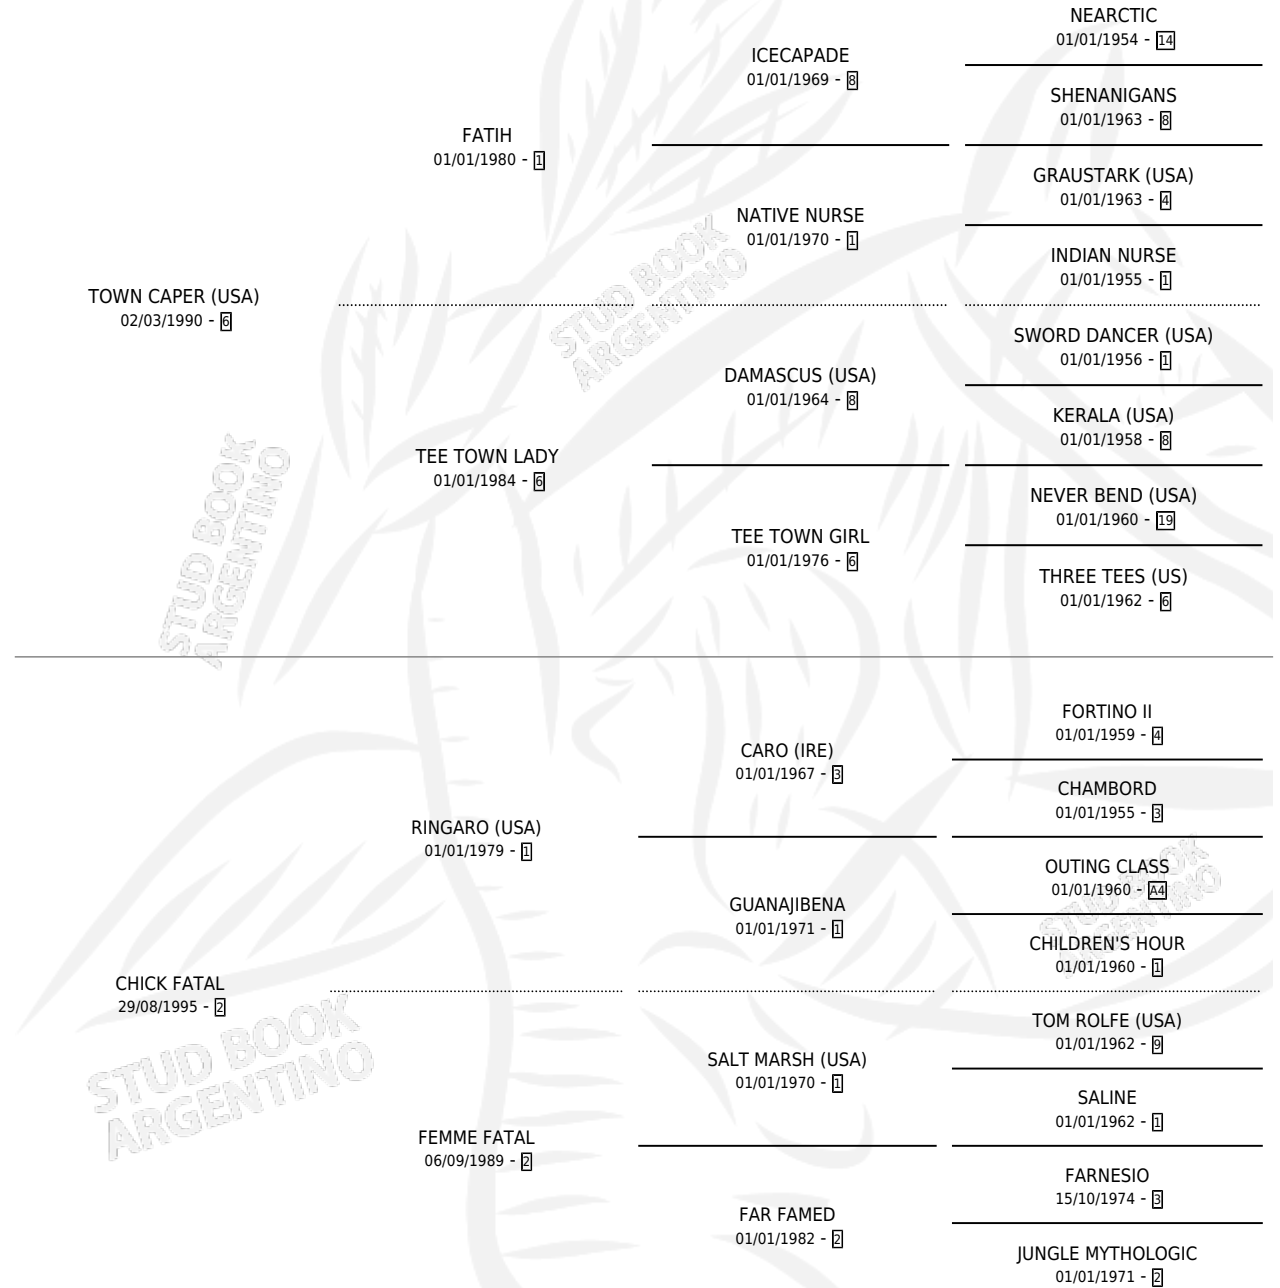 NEARCTIC
01/01/1954 - 14
ICECAPADE
01/01/1969 - 8
SHENANIGANS
01/01/1963 - 8
FATIH
01/01/1980 - 1
GRAUSTARK (USA)
01/01/1963 - 4
NATIVE NURSE
01/01/1970 - 1
INDIAN NURSE
01/01/1955 - 1
TOWN CAPER (USA)
02/03/1990 - 6
SWORD DANCER (USA)
01/01/1956 - 1
DAMASCUS (USA)
01/01/1964 - 8
KERALA (USA)
01/01/1958 - 8
TEE TOWN LADY
01/01/1984 - 6
NEVER BEND (USA)
01/01/1960 - 19
TEE TOWN GIRL
01/01/1976 - 6
THREE TEES (US)
01/01/1962 - 6
FORTINO II
01/01/1959 - 4
CARO (IRE)
01/01/1967 - 3
CHAMBORD
01/01/1955 - 3
RINGARO (USA)
01/01/1979 - 1
OUTING CLASS
01/01/1960 - A4
GUANAJIBENA
01/01/1971 - 1
CHILDREN'S HOUR
01/01/1960 - 1
CHICK FATAL
29/08/1995 - 2
TOM ROLFE (USA)
01/01/1962 - 9
SALT MARSH (USA)
01/01/1970 - 1
SALINE
01/01/1962 - 1
FEMME FATAL
06/09/1989 - 2
FARNESIO
15/10/1974 - 3
FAR FAMED
01/01/1982 - 2
JUNGLE MYTHOLOGIC
01/01/1971 - 2
STUD BOOK
ARGENTINO
STUD BOOK
ARGENTINO
STUD BOOK
ARGENTINO
STUD BOOK
ARGENTINO